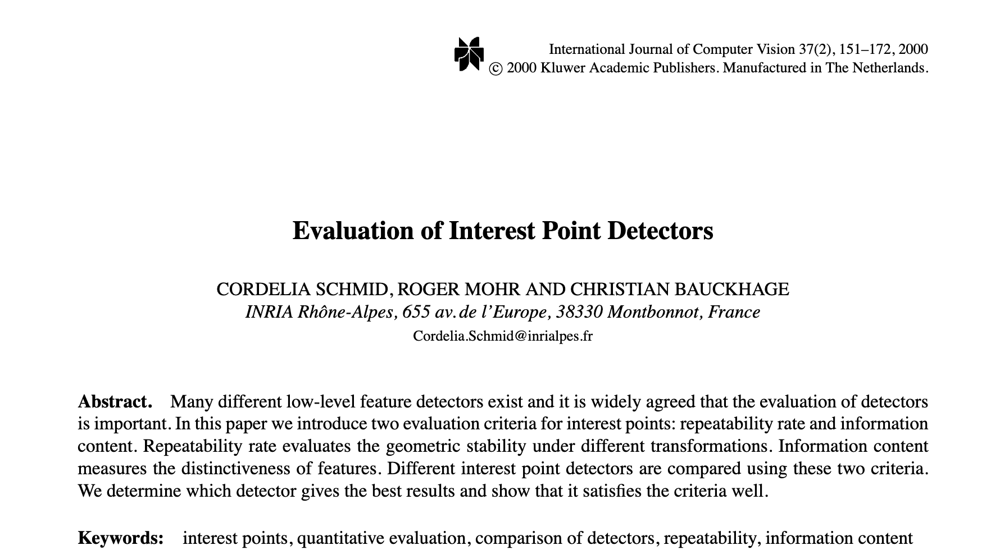 International Journal of Computer Vision 37(2), 151–172, 2000
© 2000 Kluwer Academic Publishers. Manufactured in The Netherlands.
Evaluation of Interest Point Detectors
CORDELIA SCHMID, ROGER MOHR AND CHRISTIAN BAUCKHAGE
INRIA Rhône-Alpes, 655 av. de l’Europe, 38330 Montbonnot, France
Cordelia.Schmid@inrialpes.fr
Abstract. Many different low-level feature detectors exist and it is widely agreed that the evaluation of detectors
is important. In this paper we introduce two evaluation criteria for interest points: repeatability rate and information
content. Repeatability rate evaluates the geometric stability under different transformations. Information content
measures the distinctiveness of features. Different interest point detectors are compared using these two criteria.
We determine which detector gives the best results and show that it satisfies the criteria well.
Keywords: interest points, quantitative evaluation, comparison of detectors, repeatability, information content